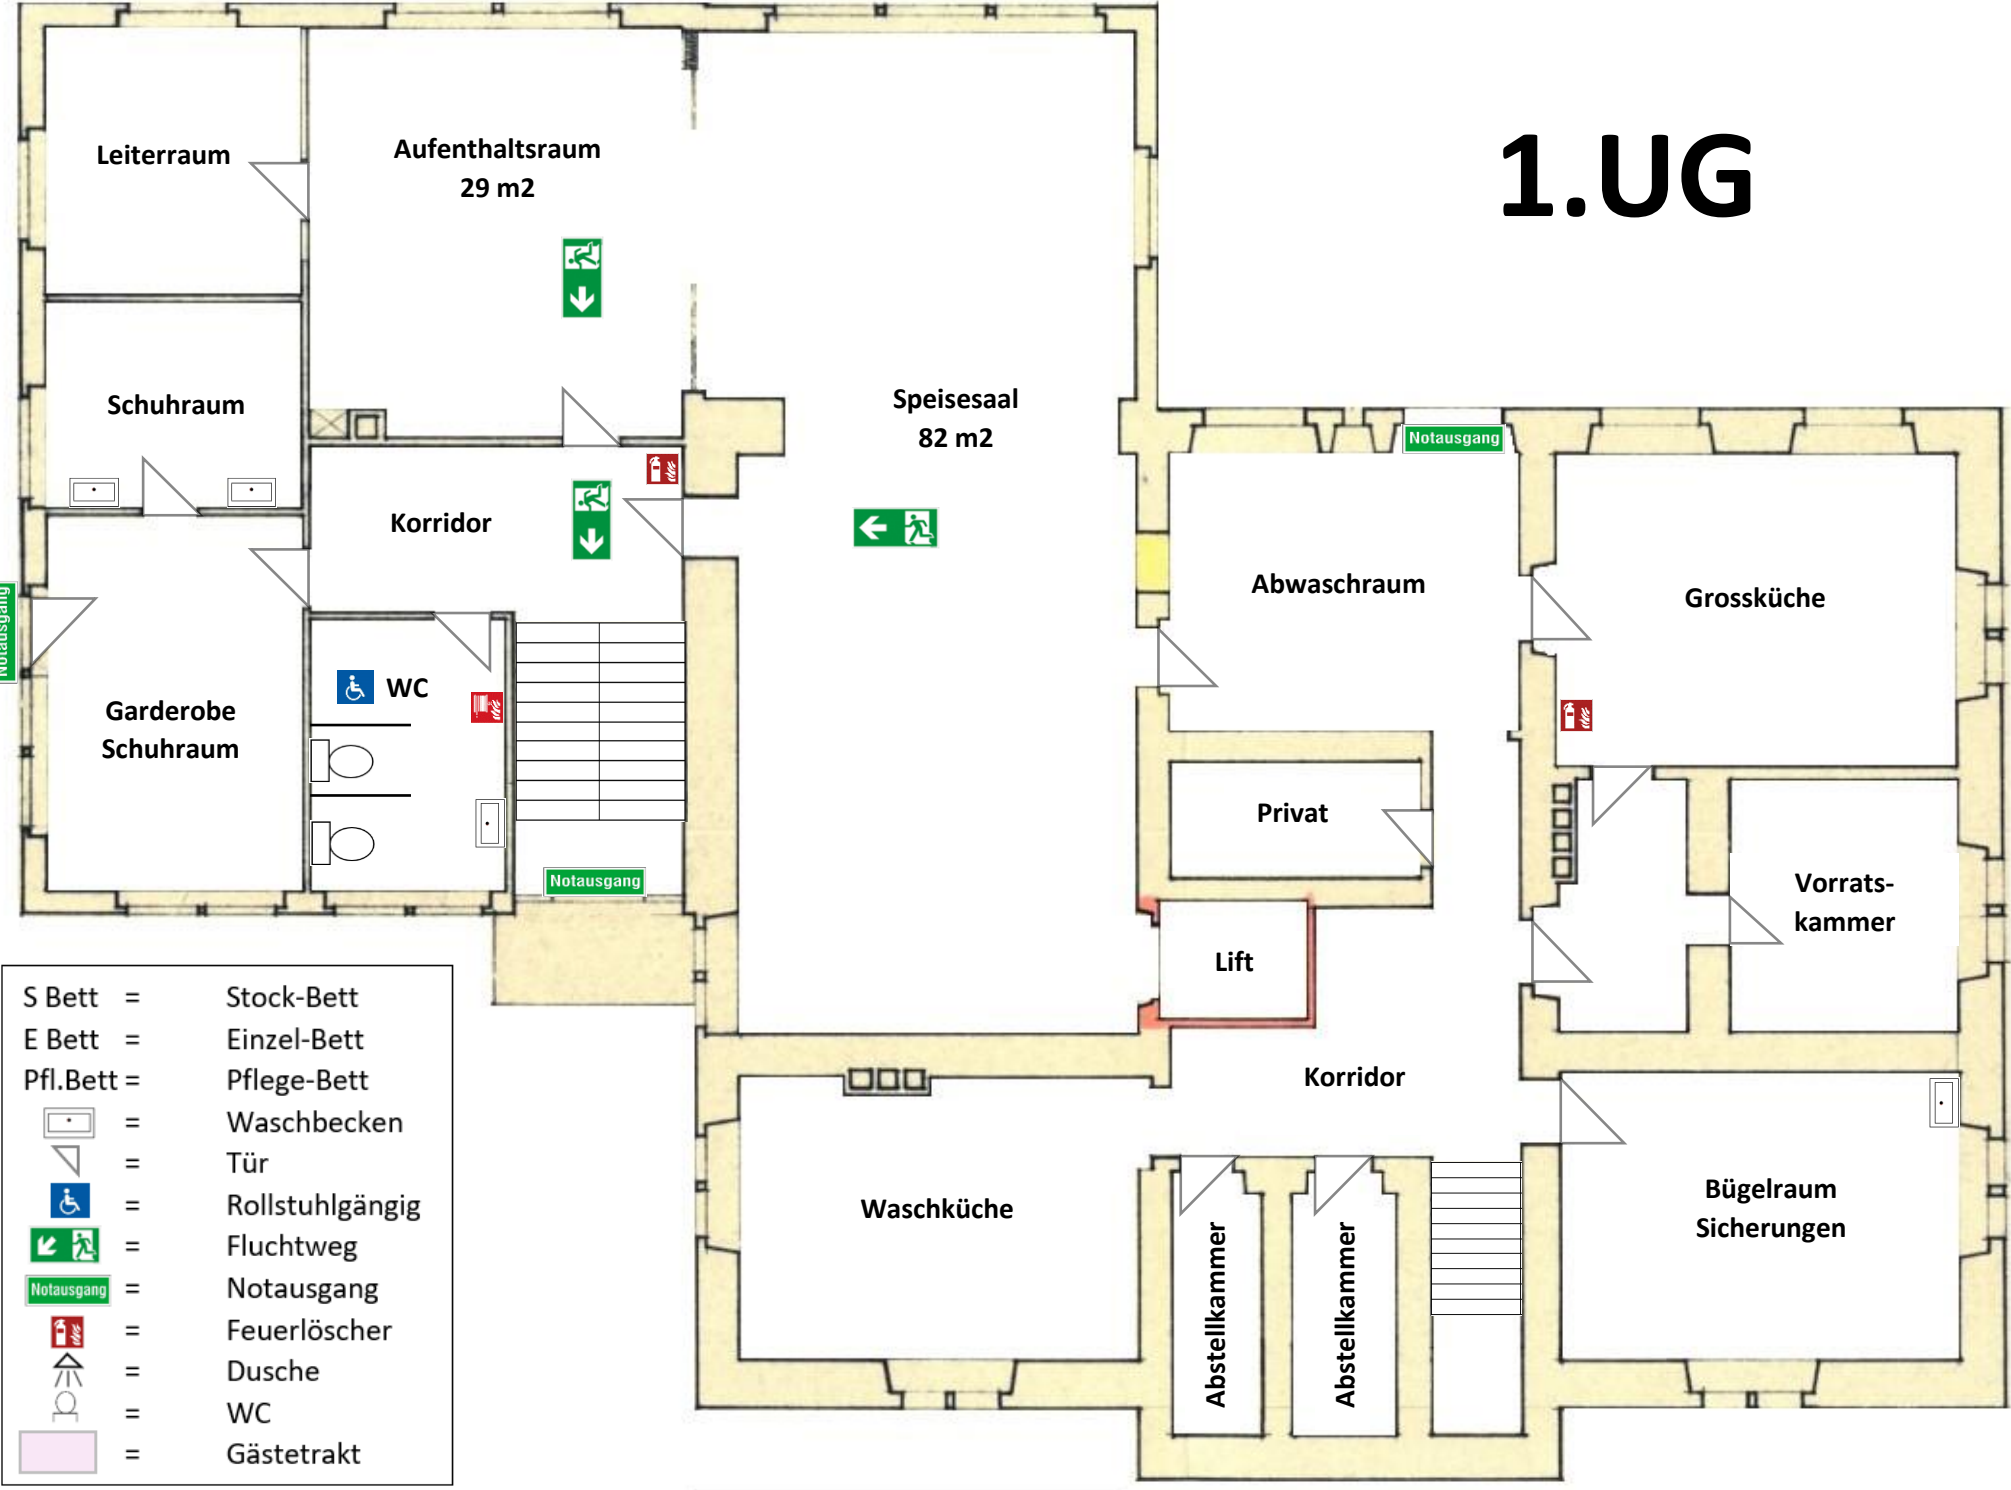 1.UG
Leiterraum
Aufenthaltsraum
29 m2
Schuhraum
Speisesaal
82 m2
Notausgang
Korridor
Abwaschraum
Grossküche
Notausgang
WC
Garderobe
Schuhraum
Privat
Notausgang
Vorrats-
kammer
Lift
Korridor
Waschküche
Bügelraum
Sicherungen
Abstellkammer
Abstellkammer
S Bett = Stock-Bett
E Bett = Einzel-Bett
Pfl.Bett = Pflege-Bett
= Waschbecken
= Tür
= Rollstuhlgängig
= Fluchtweg
Notausgang = Notausgang
= Feuerlöscher
= Dusche
= WC
= Gästetrakt